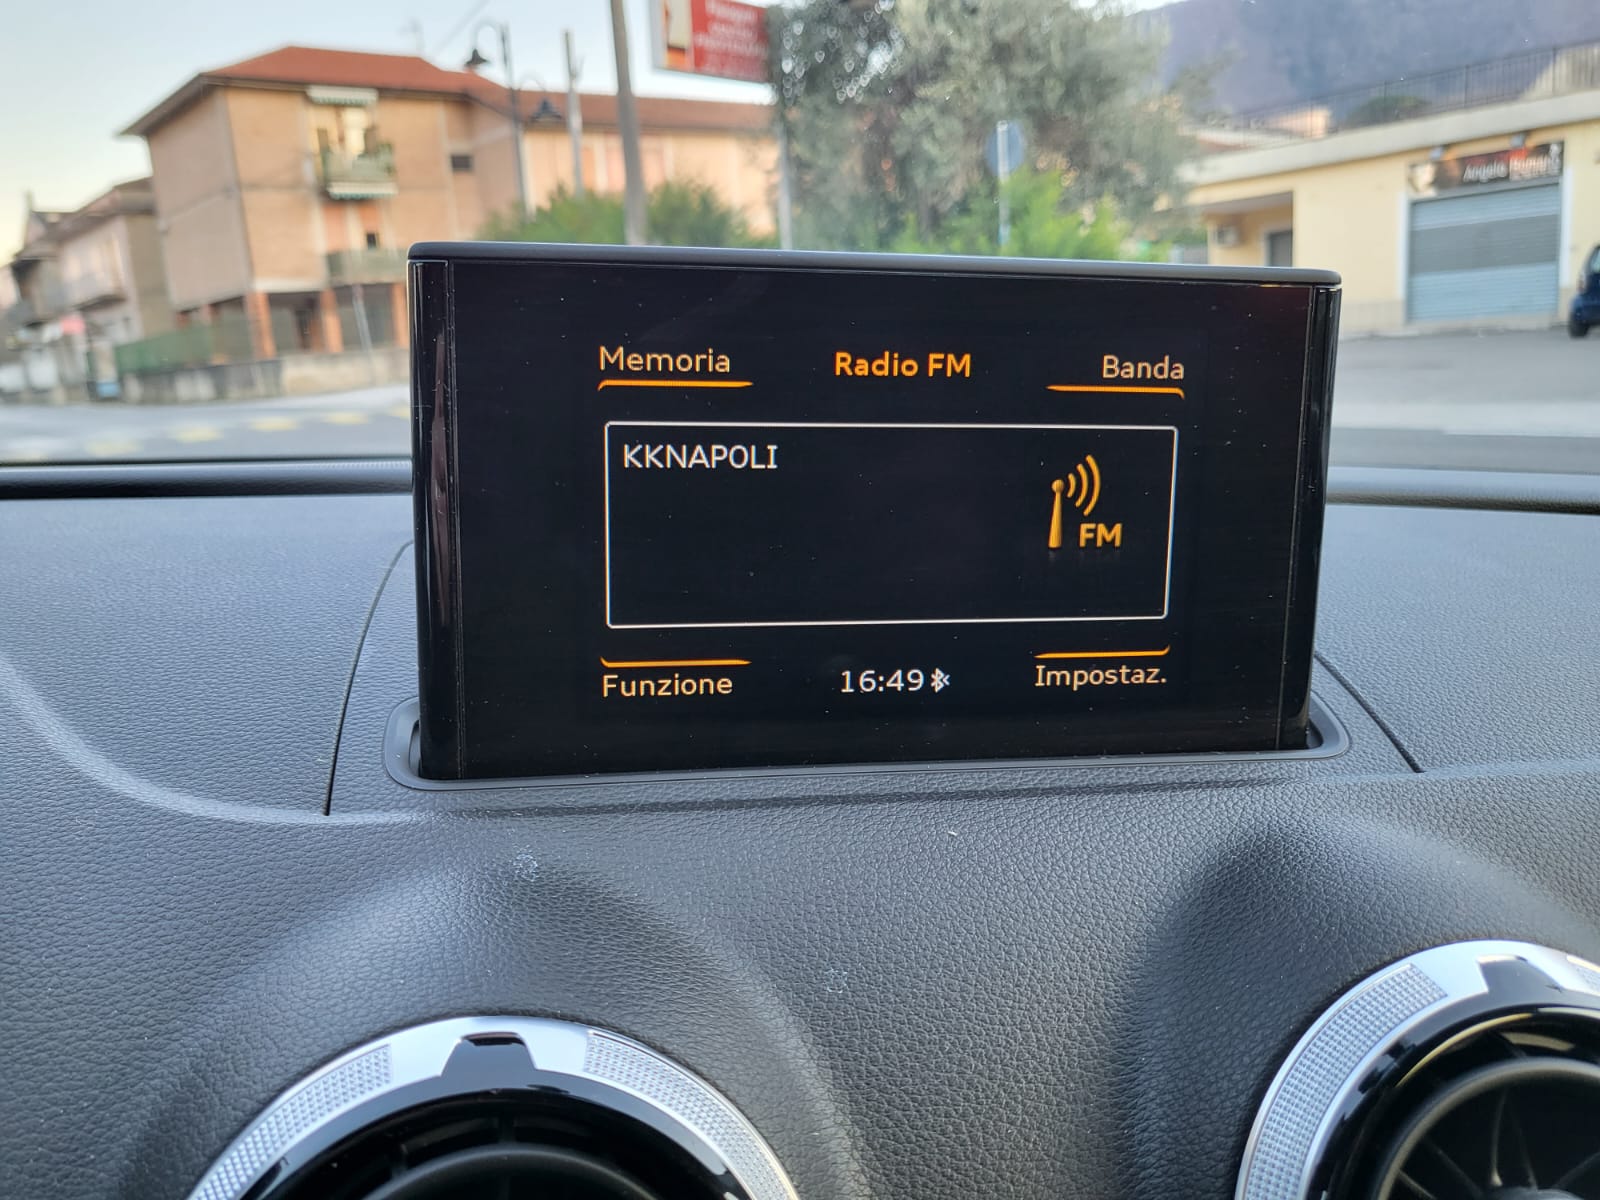 Memoria
Radio FM
Banda
KKNAPOLI
FM
Funzione
16:49
Impostaz.